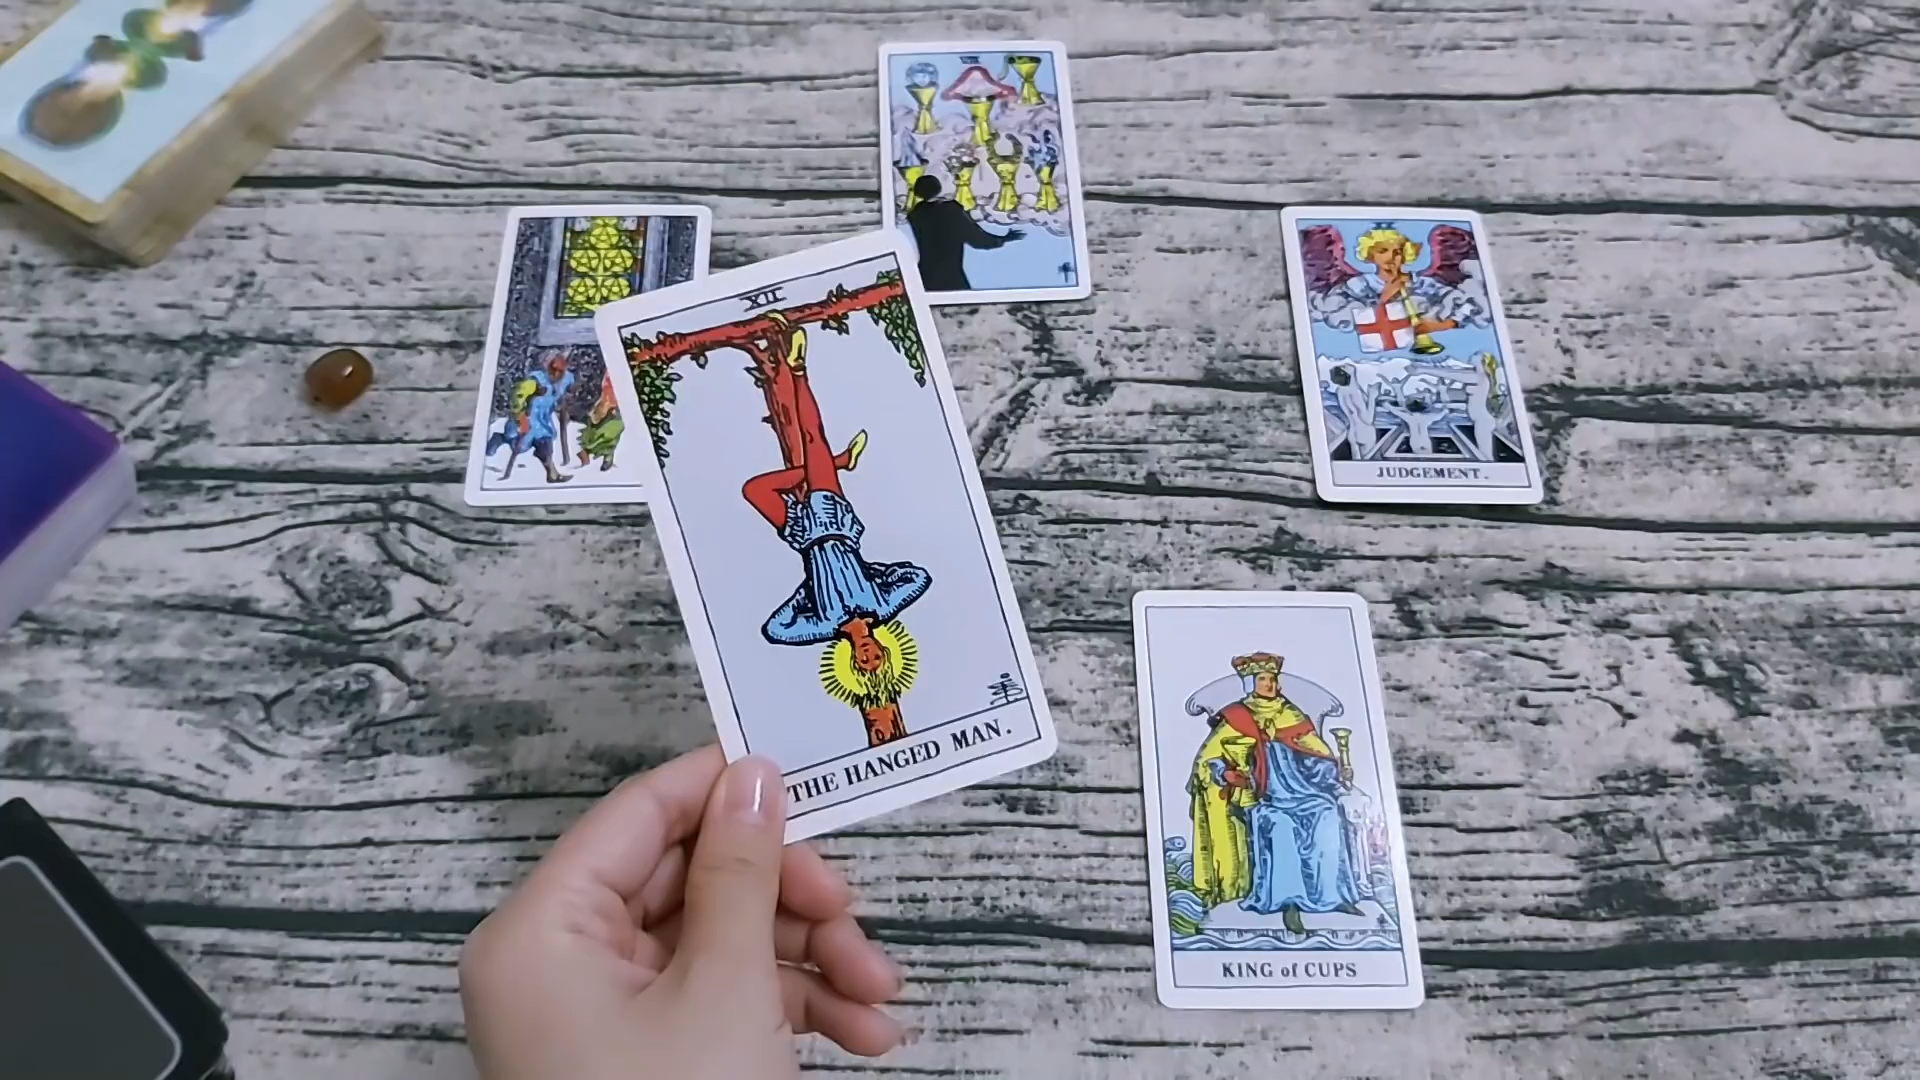 XII
THE HANGED MAN.
JUDGEMENT.
KING of CUPS